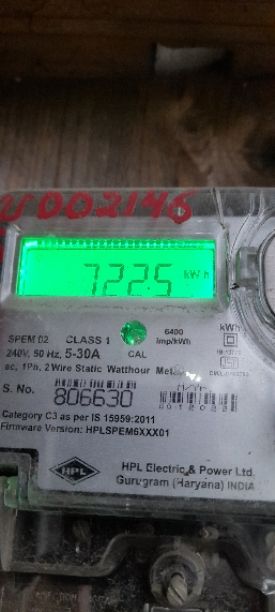 U002146
7225 kWh
SPEM 02 CLASS 1 6400 imp/kWh kWh
240V, 50 Hz, 5-30A CAL
ac, 1Ph, 2 Wire Static Watthour Meter
S. No. 806630
Category C3 as per IS 15959:2011
Firmware Version: HPLSPEM6XXX01
HPL HPL Electric & Power Ltd.
Gurugram (Haryana) INDIA